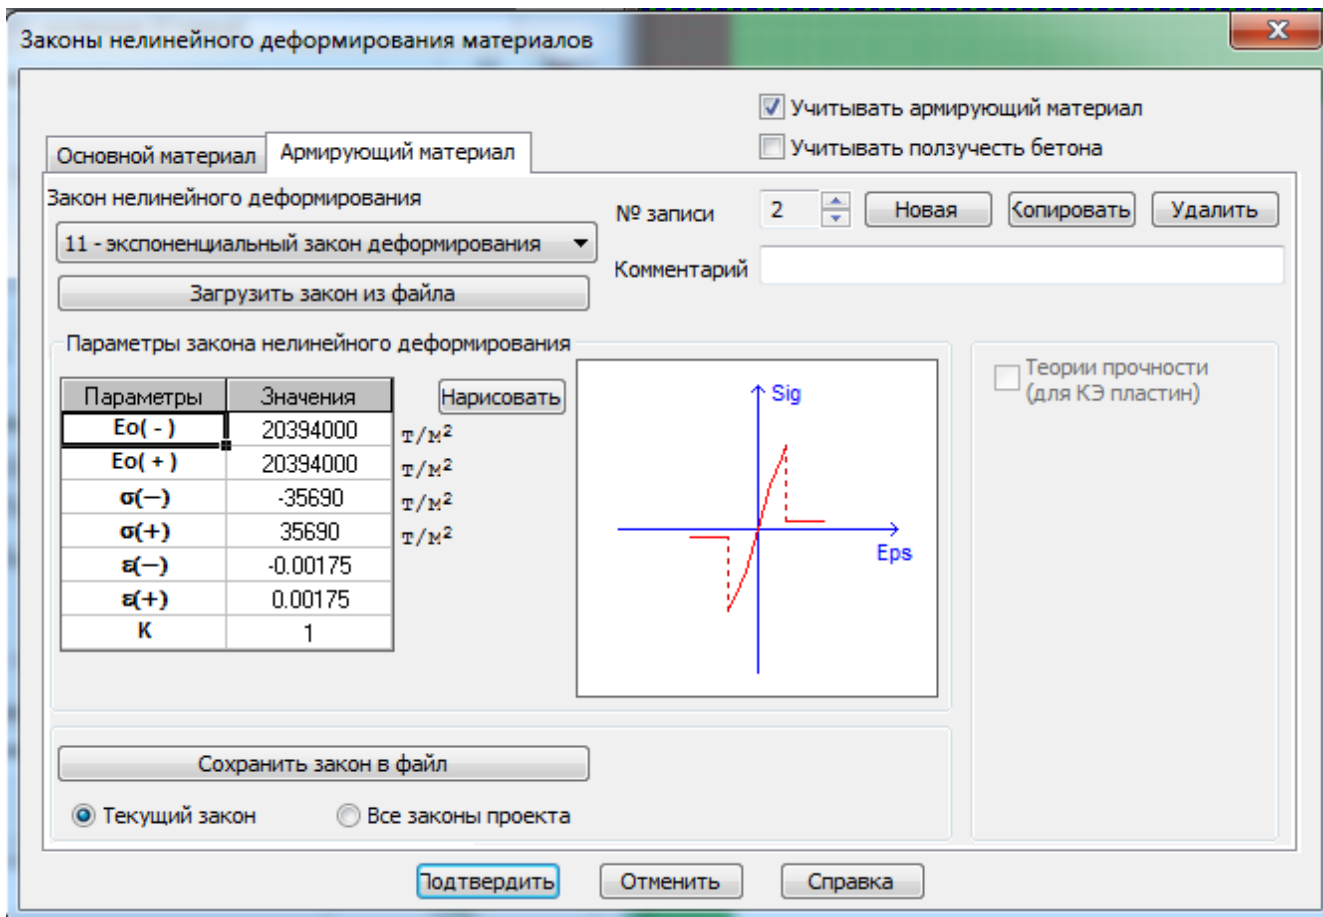 Законы нелинейного деформирования материалов
Учитывать армирующий материал
Учитывать ползучесть бетона
Основной материал Армирующий материал
Закон нелинейного деформирования
№ записи 2 Новая Копировать Удалить
11 - экспоненциальный закон деформирования
Комментарий
Загрузить закон из файла
Параметры закона нелинейного деформирования
Параметры Значения
Eo( - ) 20394000 т/м²
Eo( + ) 20394000 т/м²
σ(—) -35690 т/м²
σ(+) 35690 т/м²
ε(—) -0.00175
ε(+) 0.00175
K 1
Нарисовать
Sig
Eps
Теории прочности
(для КЭ пластин)
Сохранить закон в файл
Текущий закон Все законы проекта
Подтвердить Отменить Справка